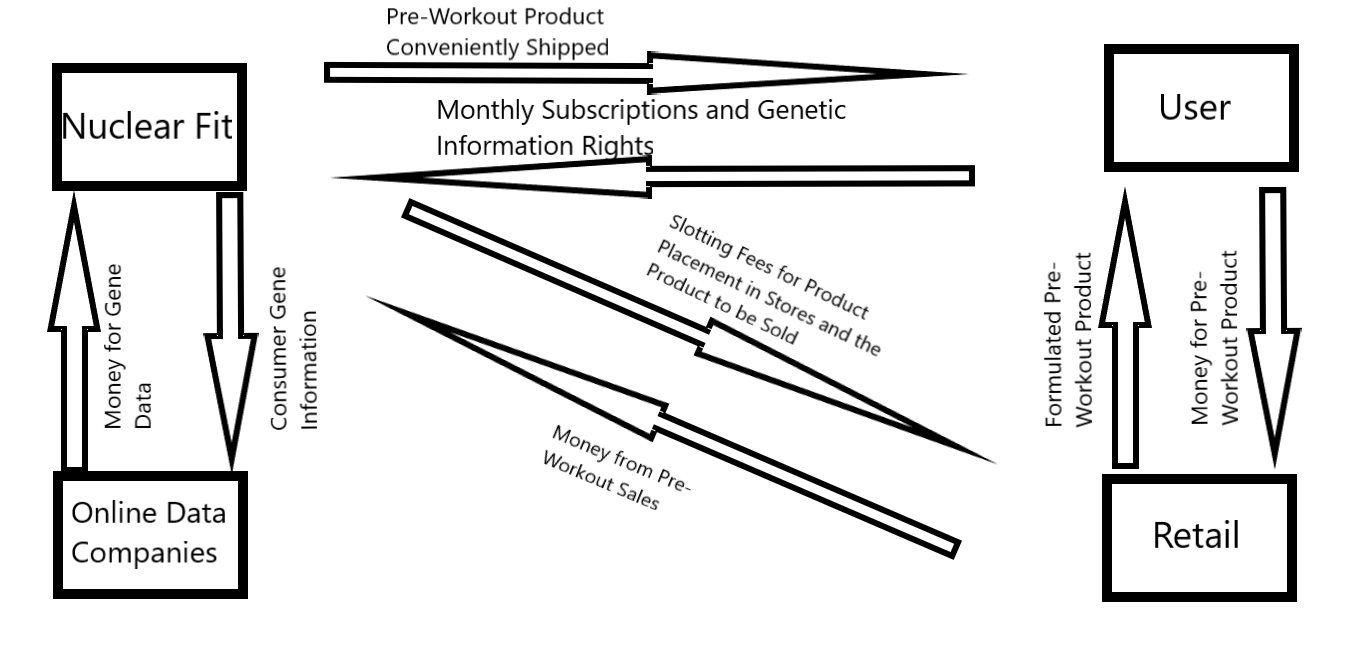 Pre-Workout Product
Conveniently Shipped
Nuclear Fit
User
Monthly Subscriptions and Genetic
Information Rights
Slotting Fees for Product
Placement in Stores and the
Product to be Sold
Money for Gene
Data
Consumer Gene
Information
Formulated Pre-
Workout Product
Money for Pre-
Workout Product
Money from Pre-
Workout Sales
Online Data
Companies
Retail